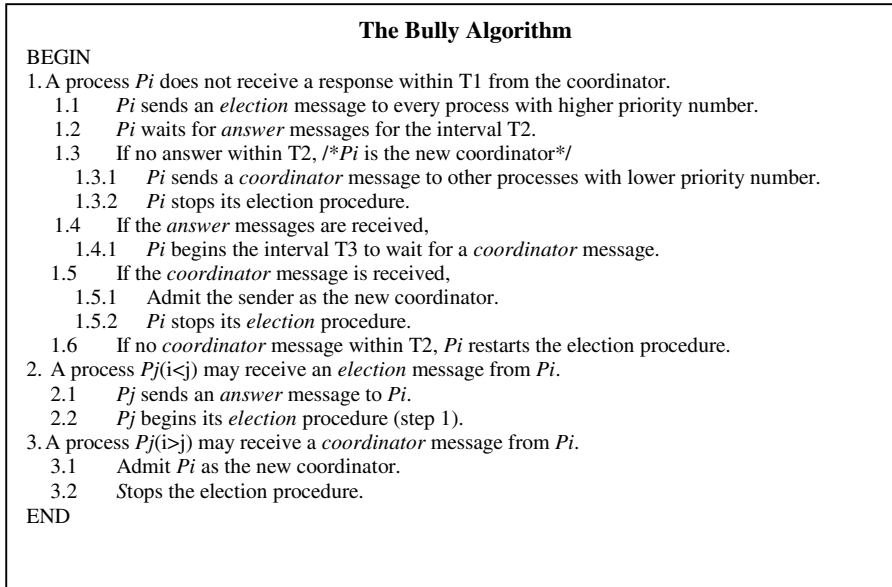 The Bully Algorithm
BEGIN
1. A process Pi does not receive a response within T1 from the coordinator.
1.1 Pi sends an election message to every process with higher priority number.
1.2 Pi waits for answer messages for the interval T2.
1.3 If no answer within T2, /*Pi is the new coordinator*/
1.3.1 Pi sends a coordinator message to other processes with lower priority number.
1.3.2 Pi stops its election procedure.
1.4 If the answer messages are received,
1.4.1 Pi begins the interval T3 to wait for a coordinator message.
1.5 If the coordinator message is received,
1.5.1 Admit the sender as the new coordinator.
1.5.2 Pi stops its election procedure.
1.6 If no coordinator message within T2, Pi restarts the election procedure.
2. A process Pj(i<j) may receive an election message from Pi.
2.1 Pj sends an answer message to Pi.
2.2 Pj begins its election procedure (step 1).
3. A process Pj(i>j) may receive a coordinator message from Pi.
3.1 Admit Pi as the new coordinator.
3.2 Stops the election procedure.
END